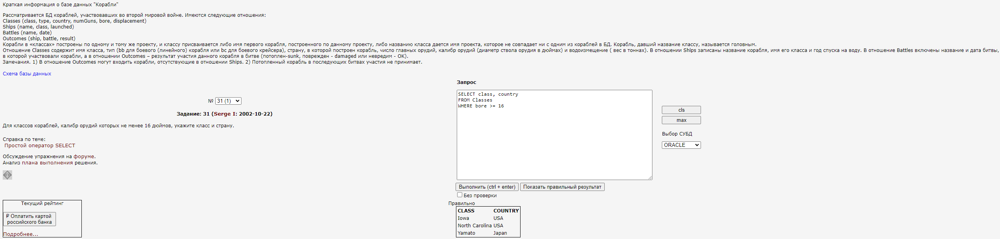 Краткая информация о базе данных "Корабли"
Рассматривается БД кораблей, участвовавших во второй мировой войне. Имеются следующие отношения:
Classes (class, type, country, numGuns, bore, displacement)
Ships (name, class, launched)
Battles (name, date)
Outcomes (ship, battle, result)
Корабли в «классах» построены по одному и тому же проекту, и классу присваивается либо имя первого корабля, построенного по данному проекту, либо названию класса дается имя проекта, которое не совпадает ни с одним из кораблей в БД. Корабль, давший название классу, называется головным.
Отношение Classes содержит имя класса, тип (bb для боевого (линейного) корабля или bc для боевого крейсера), страну, в которой построен корабль, число главных орудий, калибр орудий (диаметр ствола орудия в дюймах) и водоизмещение ( вес в тоннах). В отношении Ships записаны название корабля, имя его класса и год спуска на воду. В отношение Battles включены название и дата битвы,
в которой участвовали корабли, а в отношении Outcomes – результат участия данного корабля в битве (потоплен-sunk, поврежден - damaged или невредим - OK).
Замечания. 1) В отношение Outcomes могут входить корабли, отсутствующие в отношении Ships. 2) Потопленный корабль в последующих битвах участия не принимает.
Схема базы данных
№ 31 (1)
Задание: 31 (Serge I: 2002-10-22)
Для классов кораблей, калибр орудий которых не менее 16 дюймов, укажите класс и страну.
Справка по теме:
Простой оператор SELECT
Обсуждение упражнения на форуме.
Анализ плана выполнения решения.
i
Текущий рейтинг
₽ Оплатить картой
российского банка
Подробнее...
Запрос
SELECT class, country
FROM Classes
WHERE bore >= 16
cls
max
Выбор СУБД
ORACLE
Выполнить (ctrl + enter) Показать правильный результат
Без проверки
Правильно
CLASS COUNTRY
Iowa USA
North Carolina USA
Yamato Japan